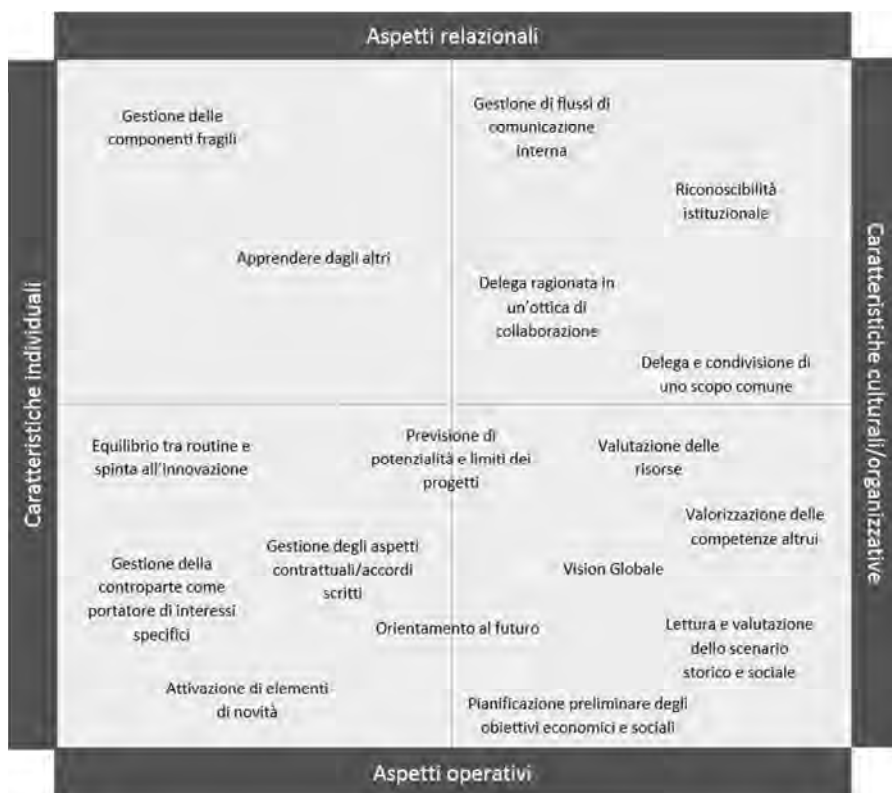 Aspetti relazionali
Caratteristiche individuali
Caratteristiche culturali/organizzative
Gestione delle
componenti fragili
Gestione di flussi di
comunicazione
interna
Riconoscibilità
istituzionale
Apprendere dagli altri
Delega ragionata in
un'ottica di
collaborazione
Delega e condivisione di
uno scopo comune
Equilibrio tra routine e
spinta all'innovazione
Previsione di
potenzialità e limiti dei
progetti
Valutazione delle
risorse
Valorizzazione delle
competenze altrui
Gestione degli aspetti
contrattuali/accordi
scritti
Gestione della
controparte come
portatore di interessi
specifici
Vision Globale
Orientamento al futuro
Lettura e valutazione
dello scenario
storico e sociale
Attivazione di elementi
di novità
Pianificazione preliminare degli
obiettivi economici e sociali
Aspetti operativi